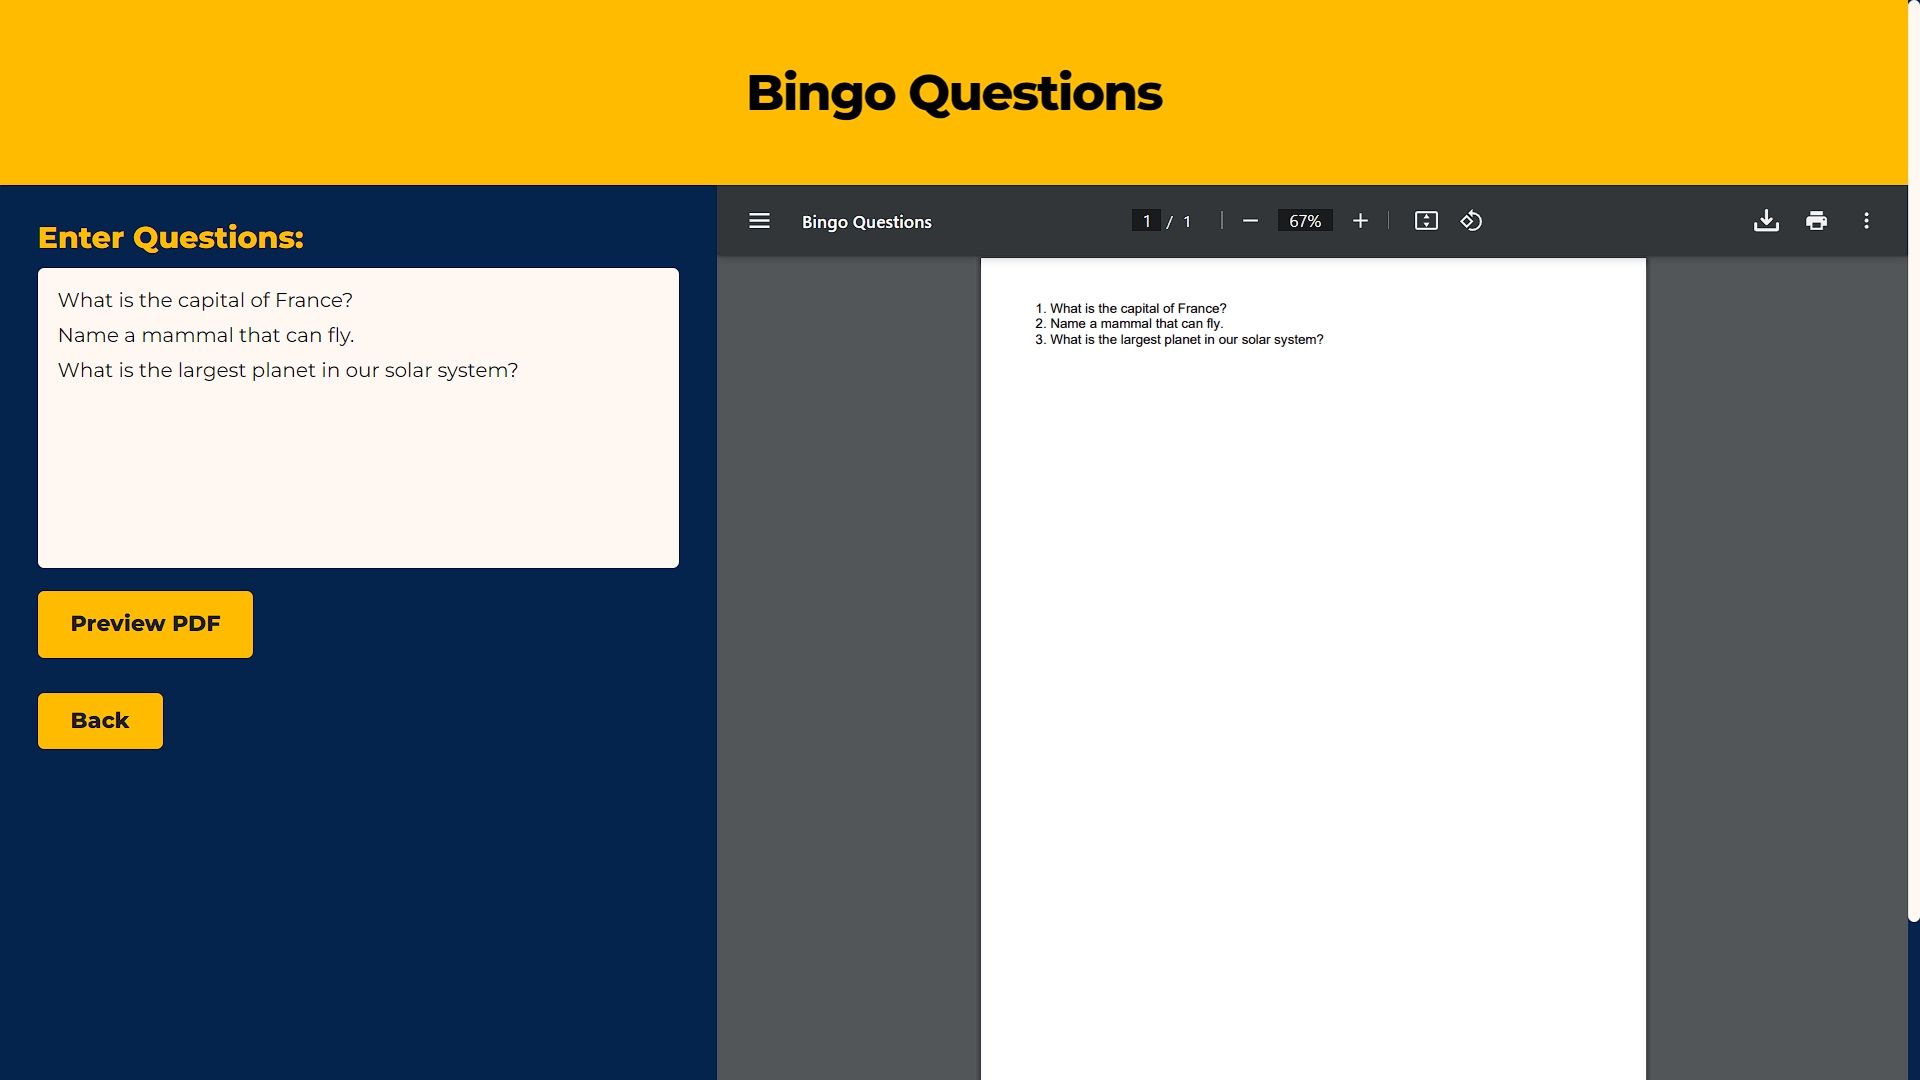 Bingo Questions
Enter Questions:
What is the capital of France?
Name a mammal that can fly.
What is the largest planet in our solar system?
Preview PDF
Back
Bingo Questions
1 / 1
67%
1. What is the capital of France?
2. Name a mammal that can fly.
3. What is the largest planet in our solar system?